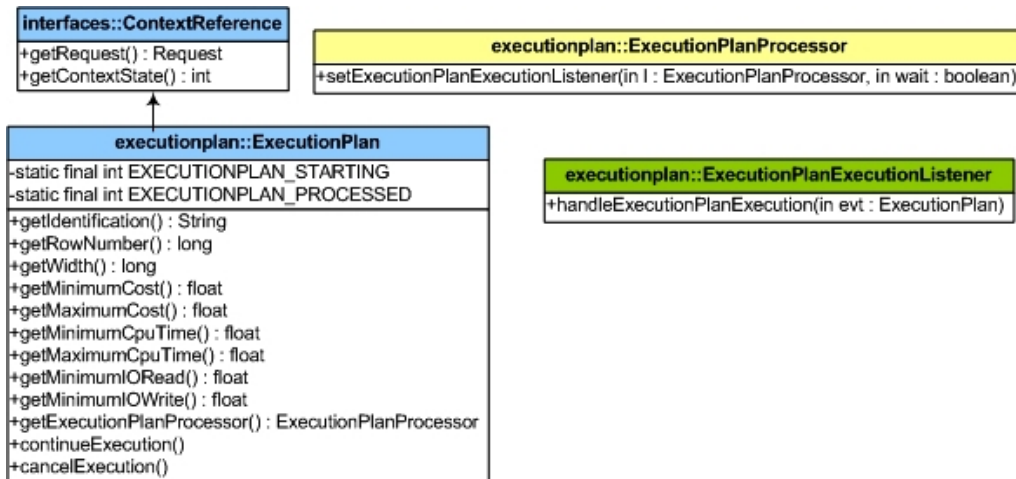 interfaces::ContextReference
+getRequest() : Request
+getContextState() : int
executionplan::ExecutionPlanProcessor
+setExecutionPlanExecutionListener(in l : ExecutionPlanProcessor, in wait : boolean)
executionplan::ExecutionPlan
-static final int EXECUTIONPLAN_STARTING
-static final int EXECUTIONPLAN_PROCESSED
+getIdentification() : String
+getRowNumber() : long
+getWidth() : long
+getMinimumCost() : float
+getMaximumCost() : float
+getMinimumCpuTime() : float
+getMaximumCpuTime() : float
+getMinimumIORead() : float
+getMinimumIOWrite() : float
+getExecutionPlanProcessor() : ExecutionPlanProcessor
+continueExecution()
+cancelExecution()
executionplan::ExecutionPlanExecutionListener
+handleExecutionPlanExecution(in evt : ExecutionPlan)